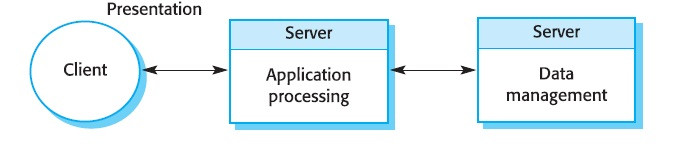 Presentation
Client
Server
Application
processing
Server
Data
management